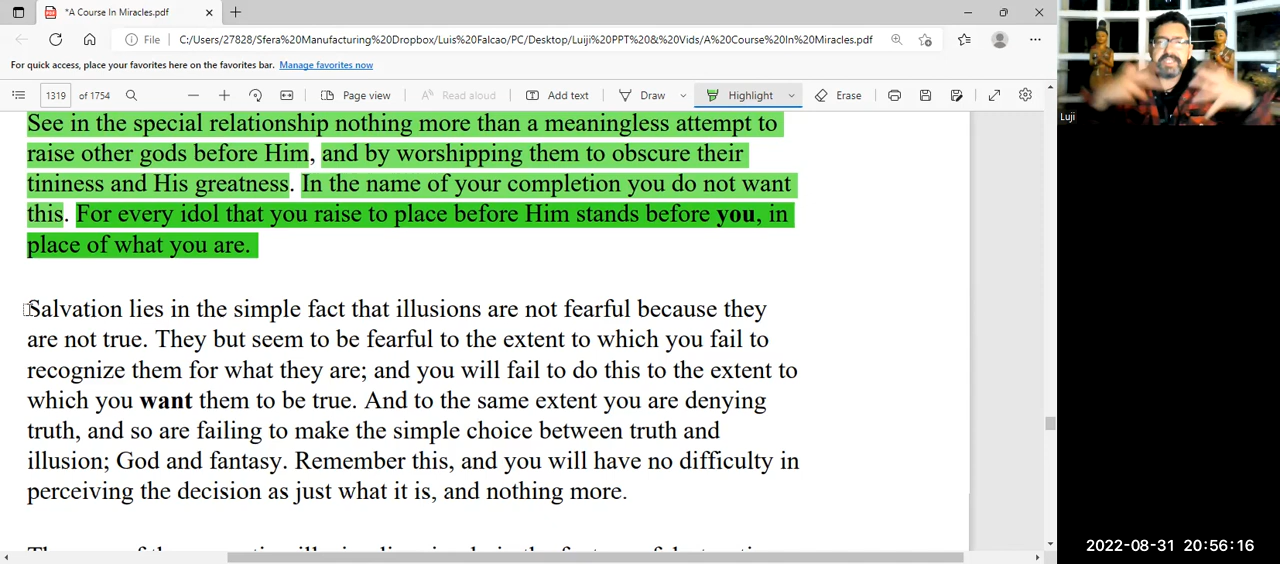 *A Course In Miracles.pdf
File C:/Users/27828/Sfera%20Manufacturing%20Dropbox/Luis%20Falco/PC/Desktop/Luiji%20PPT%20&%20Vids/A%20Course%20In%20Miracles.pdf
For quick access, place your favorites here on the favorites bar. Manage favorites now
1319 of 1754 Page view Read aloud Add text Draw Highlight Erase
See in the special relationship nothing more than a meaningless attempt to
raise other gods before Him, and by worshipping them to obscure their
tininess and His greatness. In the name of your completion you do not want
this. For every idol that you raise to place before Him stands before you, in
place of what you are.
Salvation lies in the simple fact that illusions are not fearful because they
are not true. They but seem to be fearful to the extent to which you fail to
recognize them for what they are; and you will fail to do this to the extent to
which you want them to be true. And to the same extent you are denying
truth, and so are failing to make the simple choice between truth and
illusion; God and fantasy. Remember this, and you will have no difficulty in
perceiving the decision as just what it is, and nothing more.
Luji
2022-08-31 20:56:16